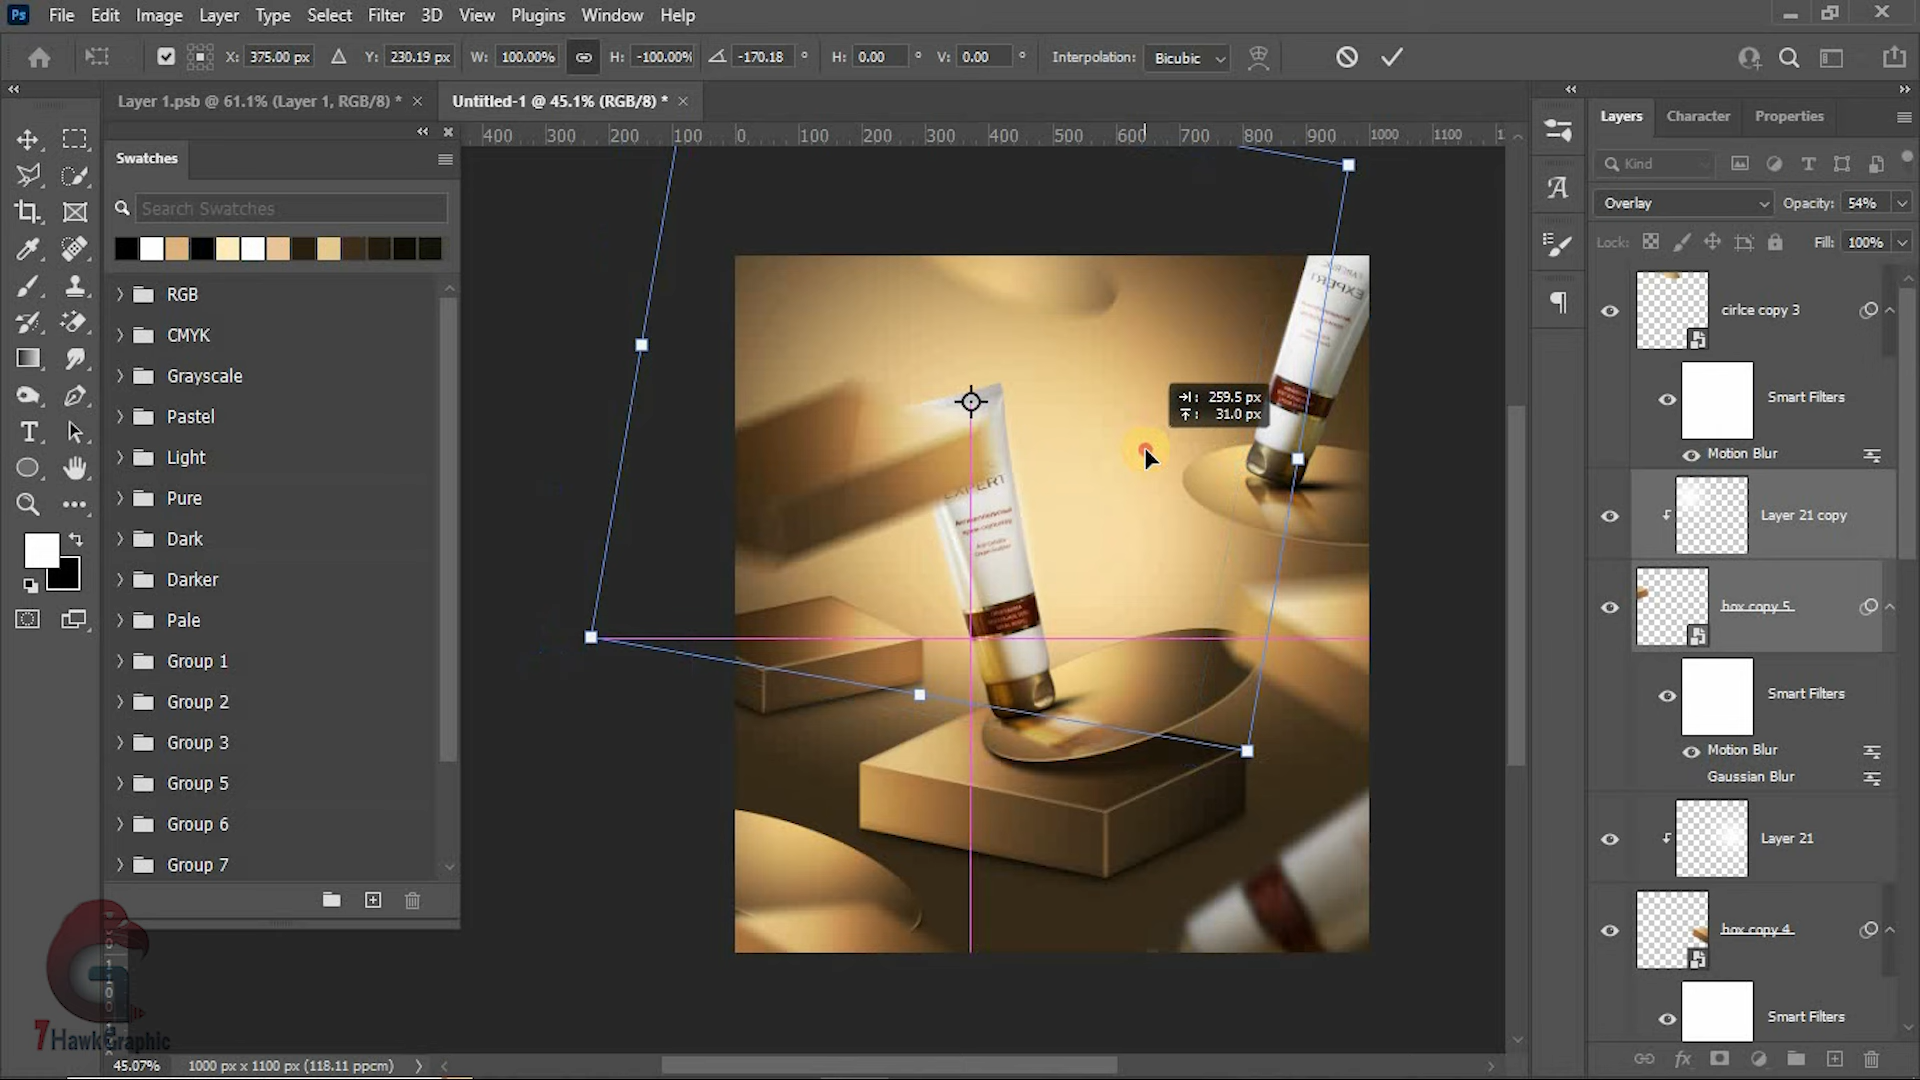 Ps File Edit Image Layer Type Select Filter 3D View Plugins Window Help
X: 375.00 px Y: 230.19 px W: 100.00% H: -100.00% -170.18 ° H: 0.00 ° V: 0.00 ° Interpolation: Bicubic
Layer 1.psb @ 61.1% (Layer 1, RGB/8) * × Untitled-1 @ 45.1% (RGB/8) * ×
400 300 200 100 0 100 200 300 400 500 600 700 800 900 1000 1100
Swatches
Search Swatches
RGB
CMYK
Grayscale
Pastel
Light
Pure
Dark
Darker
Pale
Group 1
Group 2
Group 3
Group 5
Group 6
Group 7
EXPERT
EXPERT
259.5 px
31.0 px
Layers Character Properties
Kind
Overlay Opacity: 54%
Lock: Fill: 100%
cirlce copy 3
Smart Filters
Motion Blur
Layer 21 copy
box copy 5
Smart Filters
Motion Blur
Gaussian Blur
Layer 21
box copy 4
Smart Filters
7HawkGraphic
45.07% 1000 px x 1100 px (118.11 ppcm)